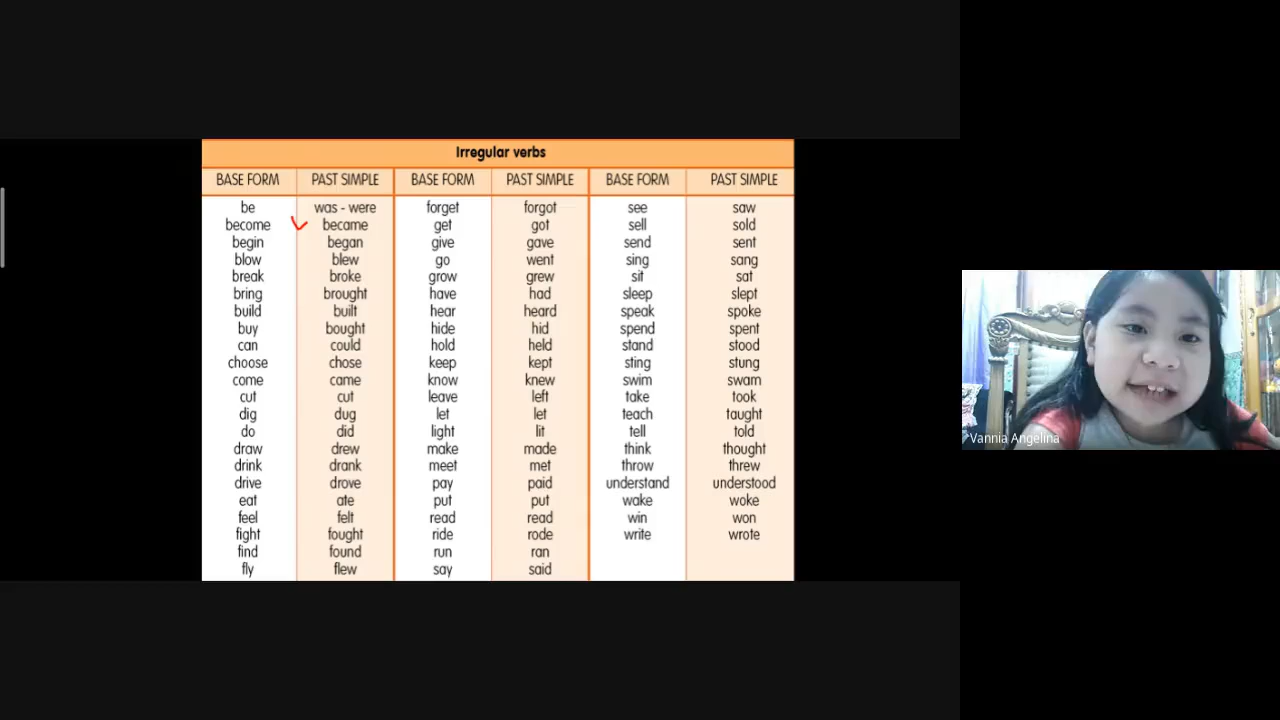 Irregular verbs
BASE FORM PAST SIMPLE BASE FORM PAST SIMPLE BASE FORM PAST SIMPLE
be was - were forget forgot see saw
become became get got sell sold
begin began give gave send sent
blow blew go went sing sang
break broke grow grew sit sat
bring brought have had sleep slept
build built hear heard speak spoke
buy bought hide hid spend spent
can could hold held stand stood
choose chose keep kept sting stung
come came know knew swim swam
cut cut leave left take took
dig dug let let teach taught
do did light lit tell told
draw drew make made think thought
drink drank meet met throw threw
drive drove pay paid understand understood
eat ate put put wake woke
feel felt read read win won
fight fought ride rode write wrote
find found run ran
fly flew say said
Vannia Angelina